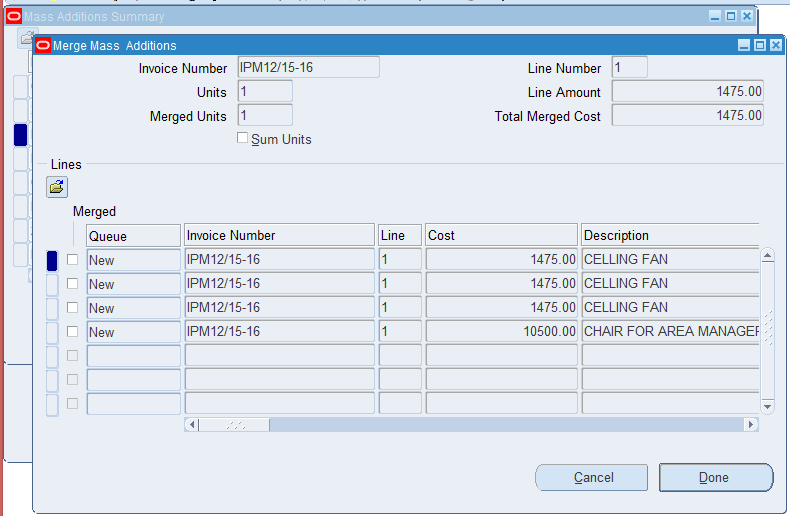 Mass Additions Summary
Merge Mass Additions
Invoice Number IPM12/15-16 Line Number 1
Units 1 Line Amount 1475.00
Merged Units 1 Total Merged Cost 1475.00
Sum Units
Lines
Merged
Queue Invoice Number Line Cost Description
New IPM12/15-16 1 1475.00 CELLING FAN
New IPM12/15-16 1 1475.00 CELLING FAN
New IPM12/15-16 1 1475.00 CELLING FAN
New IPM12/15-16 1 10500.00 CHAIR FOR AREA MANAGER
Cancel Done